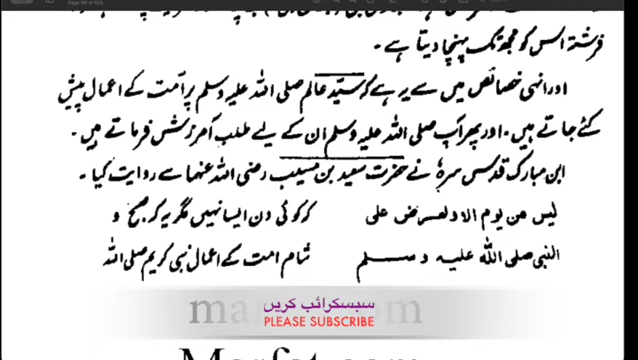 فرشتہ اس کو مجھ تک پہنچا دیتا ہے۔
اور انہی خصائص میں سے یہ ہے کہ سیّد عالم صلی اللہ علیہ وسلم پر اُمت کے اعمال پیش
کئے جاتے ہیں۔ اور پھر آپ صلی اللہ علیہ وسلم ان کے لیے طلب آمرزش فرماتے ہیں۔
ابن مبارک قدس سرہٗ نے حضرت سعید بن مسیب رضی اللہ عنہما سے روایت کیا۔
لیس من یوم الا و تعرض علی
کہ کوئی دن ایسا نہیں مگر یہ کہ صبح و
النبی صلی اللہ علیہ وسلم
شام امت کے اعمال نبی کریم صلی اللہ
سبسکرائب کریں
PLEASE SUBSCRIBE